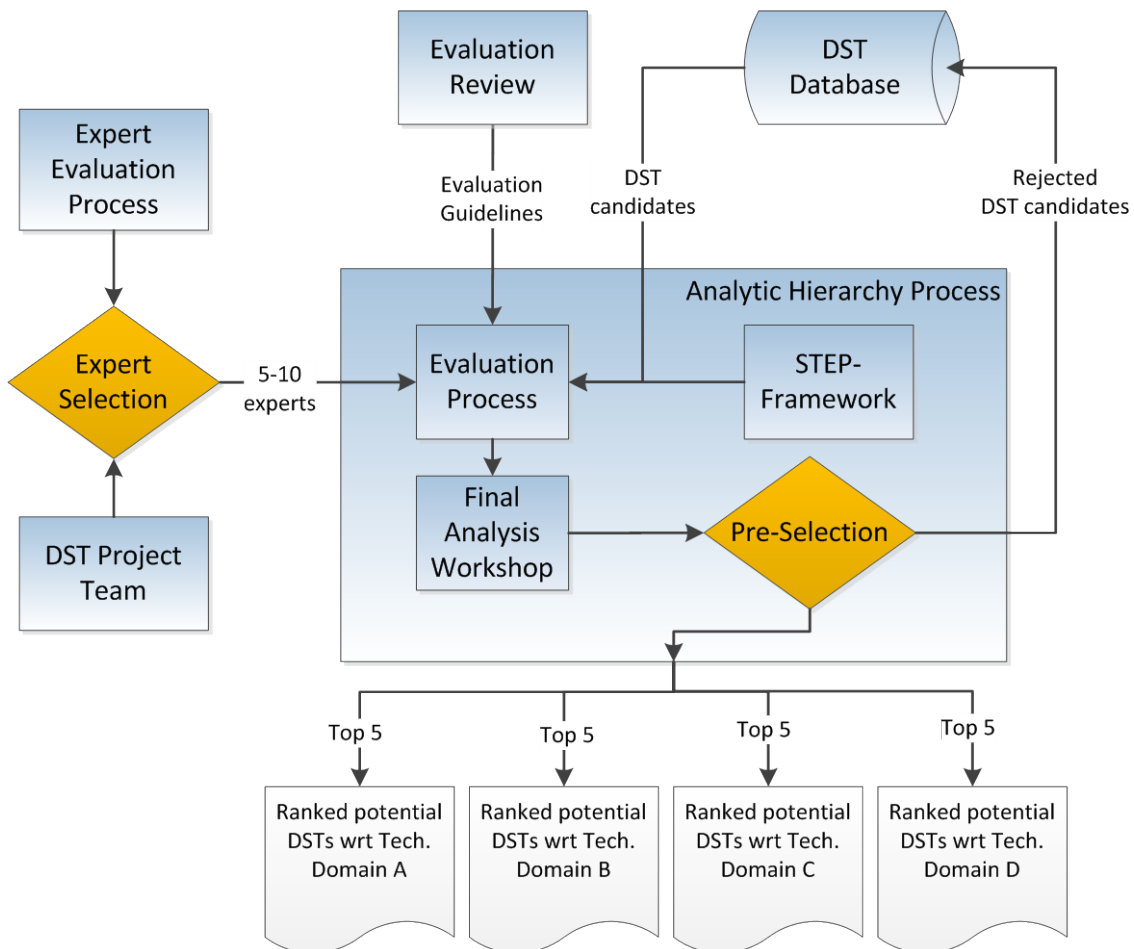 Evaluation
Review
DST
Database
Expert
Evaluation
Process
Evaluation
Guidelines
DST
candidates
Rejected
DST candidates
Analytic Hierarchy Process
Expert
Selection
5-10
experts
Evaluation
Process
STEP-
Framework
DST Project
Team
Final
Analysis
Workshop
Pre-Selection
Top 5
Top 5
Top 5
Top 5
Ranked potential
DSTs wrt Tech.
Domain A
Ranked potential
DSTs wrt Tech.
Domain B
Ranked potential
DSTs wrt Tech.
Domain C
Ranked potential
DSTs wrt Tech.
Domain D